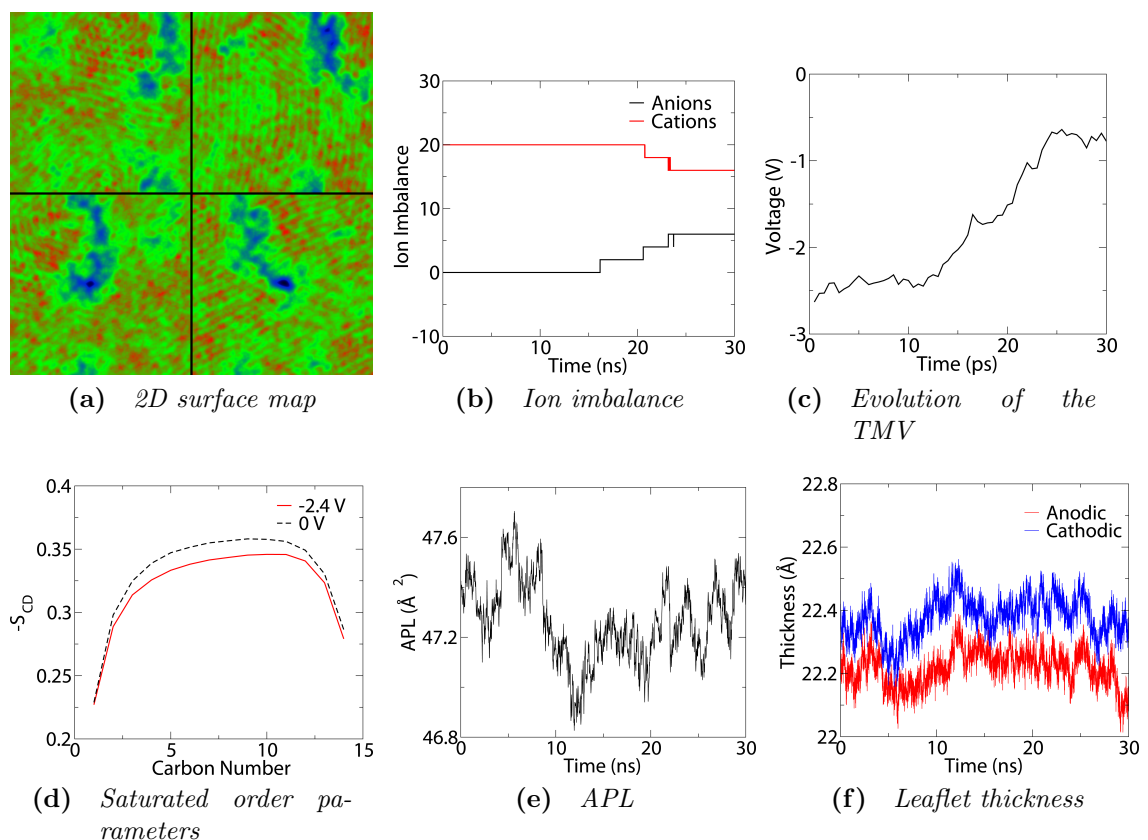 30
20
10
0
-10
0
10
20
30
Ion Imbalance
Time (ns)
Anions
Cations
0
-1
-2
-3
0
10
20
30
Voltage (V)
Time (ps)
(a) 2D surface map
(b) Ion imbalance
(c) Evolution of the
TMV
0.4
0.35
0.3
0.25
0.2
0
5
10
15
-S_CD
Carbon Number
-2.4 V
0 V
47.6
47.2
46.8
0
10
20
30
APL (Å ²)
Time (ns)
22.8
22.6
22.4
22.2
22
0
10
20
30
Thickness (Å)
Time (ns)
Anodic
Cathodic
(d) Saturated order pa-
rameters
(e) APL
(f) Leaflet thickness